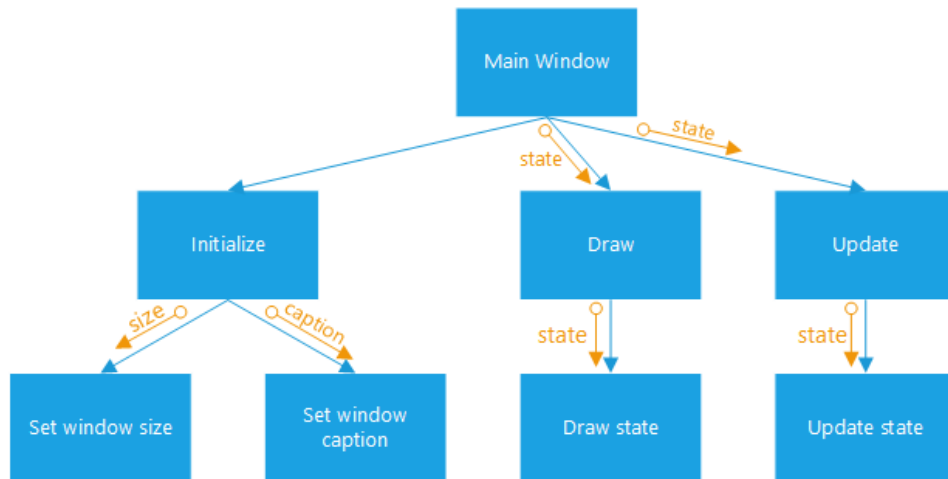 Main Window
state
state
Initialize
Draw
Update
size
caption
state
state
Set window size
Set window
caption
Draw state
Update state